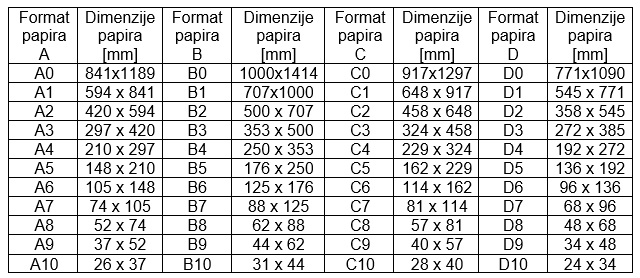 Format papira A Dimenzije papira [mm] Format papira B Dimenzije papira [mm] Format papira C Dimenzije papira [mm] Format papira D Dimenzije papira [mm]
A0 841x1189 B0 1000x1414 C0 917x1297 D0 771x1090
A1 594 x 841 B1 707x1000 C1 648 x 917 D1 545 x 771
A2 420 x 594 B2 500 x 707 C2 458 x 648 D2 358 x 545
A3 297 x 420 B3 353 x 500 C3 324 x 458 D3 272 x 385
A4 210 x 297 B4 250 x 353 C4 229 x 324 D4 192 x 272
A5 148 x 210 B5 176 x 250 C5 162 x 229 D5 136 x 192
A6 105 x 148 B6 125 x 176 C6 114 x 162 D6 96 x 136
A7 74 x 105 B7 88 x 125 C7 81 x 114 D7 68 x 96
A8 52 x 74 B8 62 x 88 C8 57 x 81 D8 48 x 68
A9 37 x 52 B9 44 x 62 C9 40 x 57 D9 34 x 48
A10 26 x 37 B10 31 x 44 C10 28 x 40 D10 24 x 34